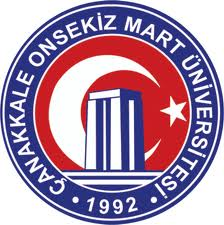 ÇANAKKALE ONSEKİZ MART ÜNİVERSİTESİ
• 1992 •